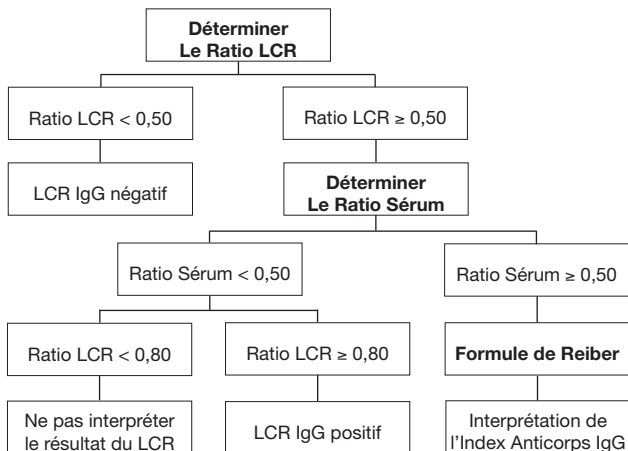 Déterminer
Le Ratio LCR
Ratio LCR < 0,50
Ratio LCR ≥ 0,50
LCR IgG négatif
Déterminer
Le Ratio Sérum
Ratio Sérum < 0,50
Ratio Sérum ≥ 0,50
Ratio LCR < 0,80
Ratio LCR ≥ 0,80
Formule de Reiber
Ne pas interpréter
le résultat du LCR
LCR IgG positif
Interprétation de
l'Index Anticorps IgG